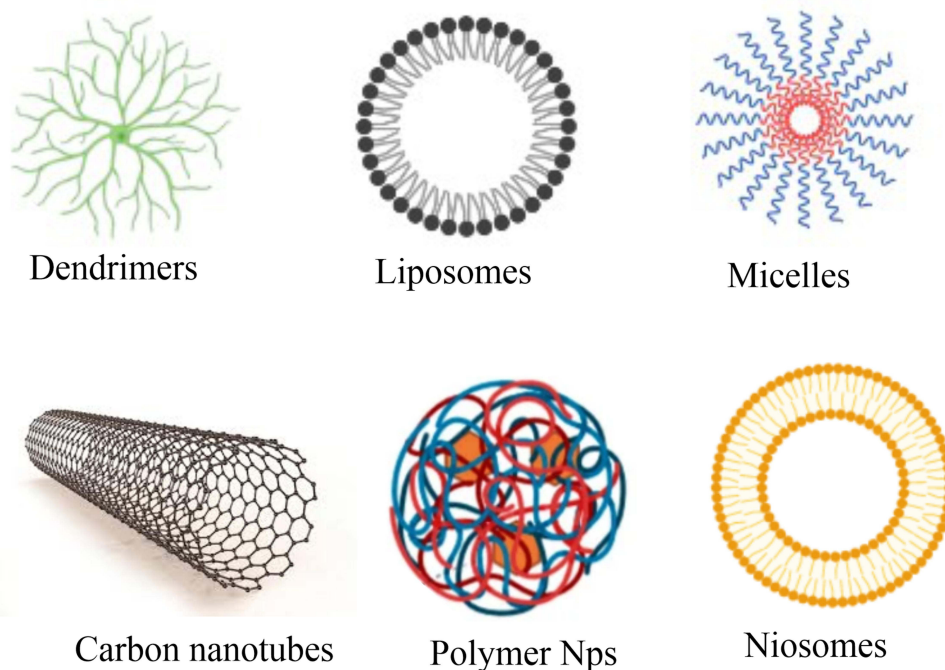 Dendrimers
Liposomes
Micelles
Carbon nanotubes
Polymer Nps
Niosomes